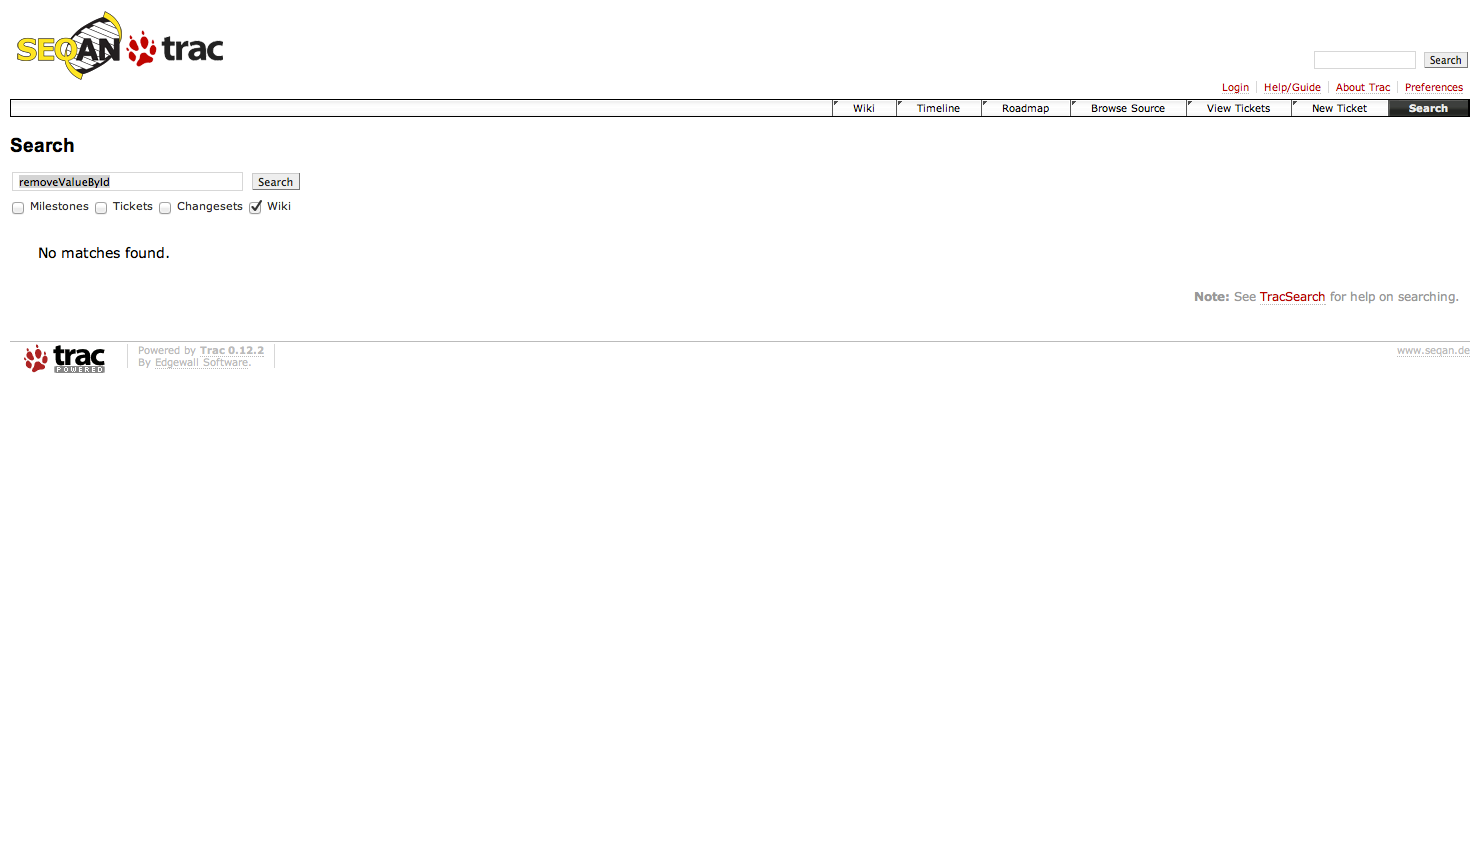 SEQAN trac
Search
Login Help/Guide About Trac Preferences
Wiki Timeline Roadmap Browse Source View Tickets New Ticket Search
Search
removeValueById Search
Milestones Tickets Changesets Wiki
No matches found.
Note: See TracSearch for help on searching.
trac POWERED
Powered by Trac 0.12.2
By Edgewall Software.
www.seqan.de